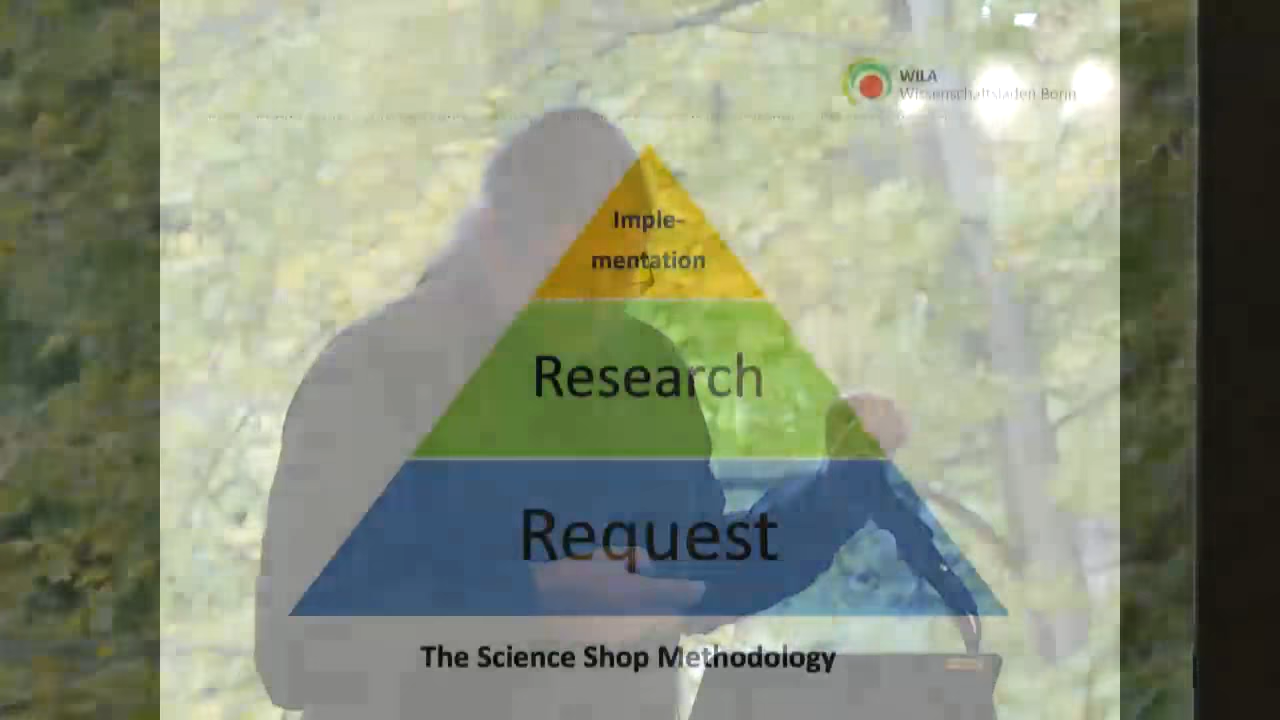 WILA
Wissenschaftsladen Bonn
Imple-
mentation
Research
Request
The Science Shop Methodology